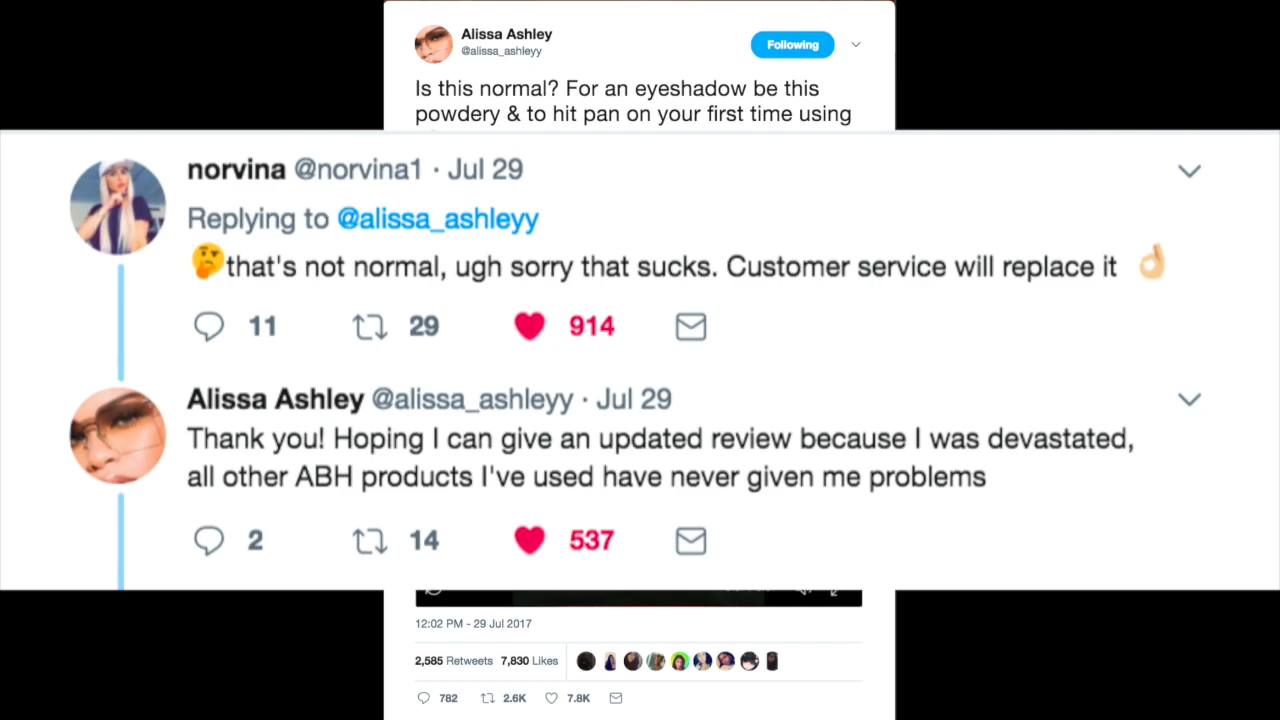 Alissa Ashley
@alissa_ashleyy
Following
Is this normal? For an eyeshadow be this
powdery & to hit pan on your first time using
norvina @norvina1 · Jul 29
Replying to @alissa_ashleyy
🤔that's not normal, ugh sorry that sucks. Customer service will replace it 👌🏼
11 29 914
Alissa Ashley @alissa_ashleyy · Jul 29
Thank you! Hoping I can give an updated review because I was devastated,
all other ABH products I've used have never given me problems
2 14 537
12:02 PM - 29 Jul 2017
2,585 Retweets 7,830 Likes
782 2.6K 7.8K